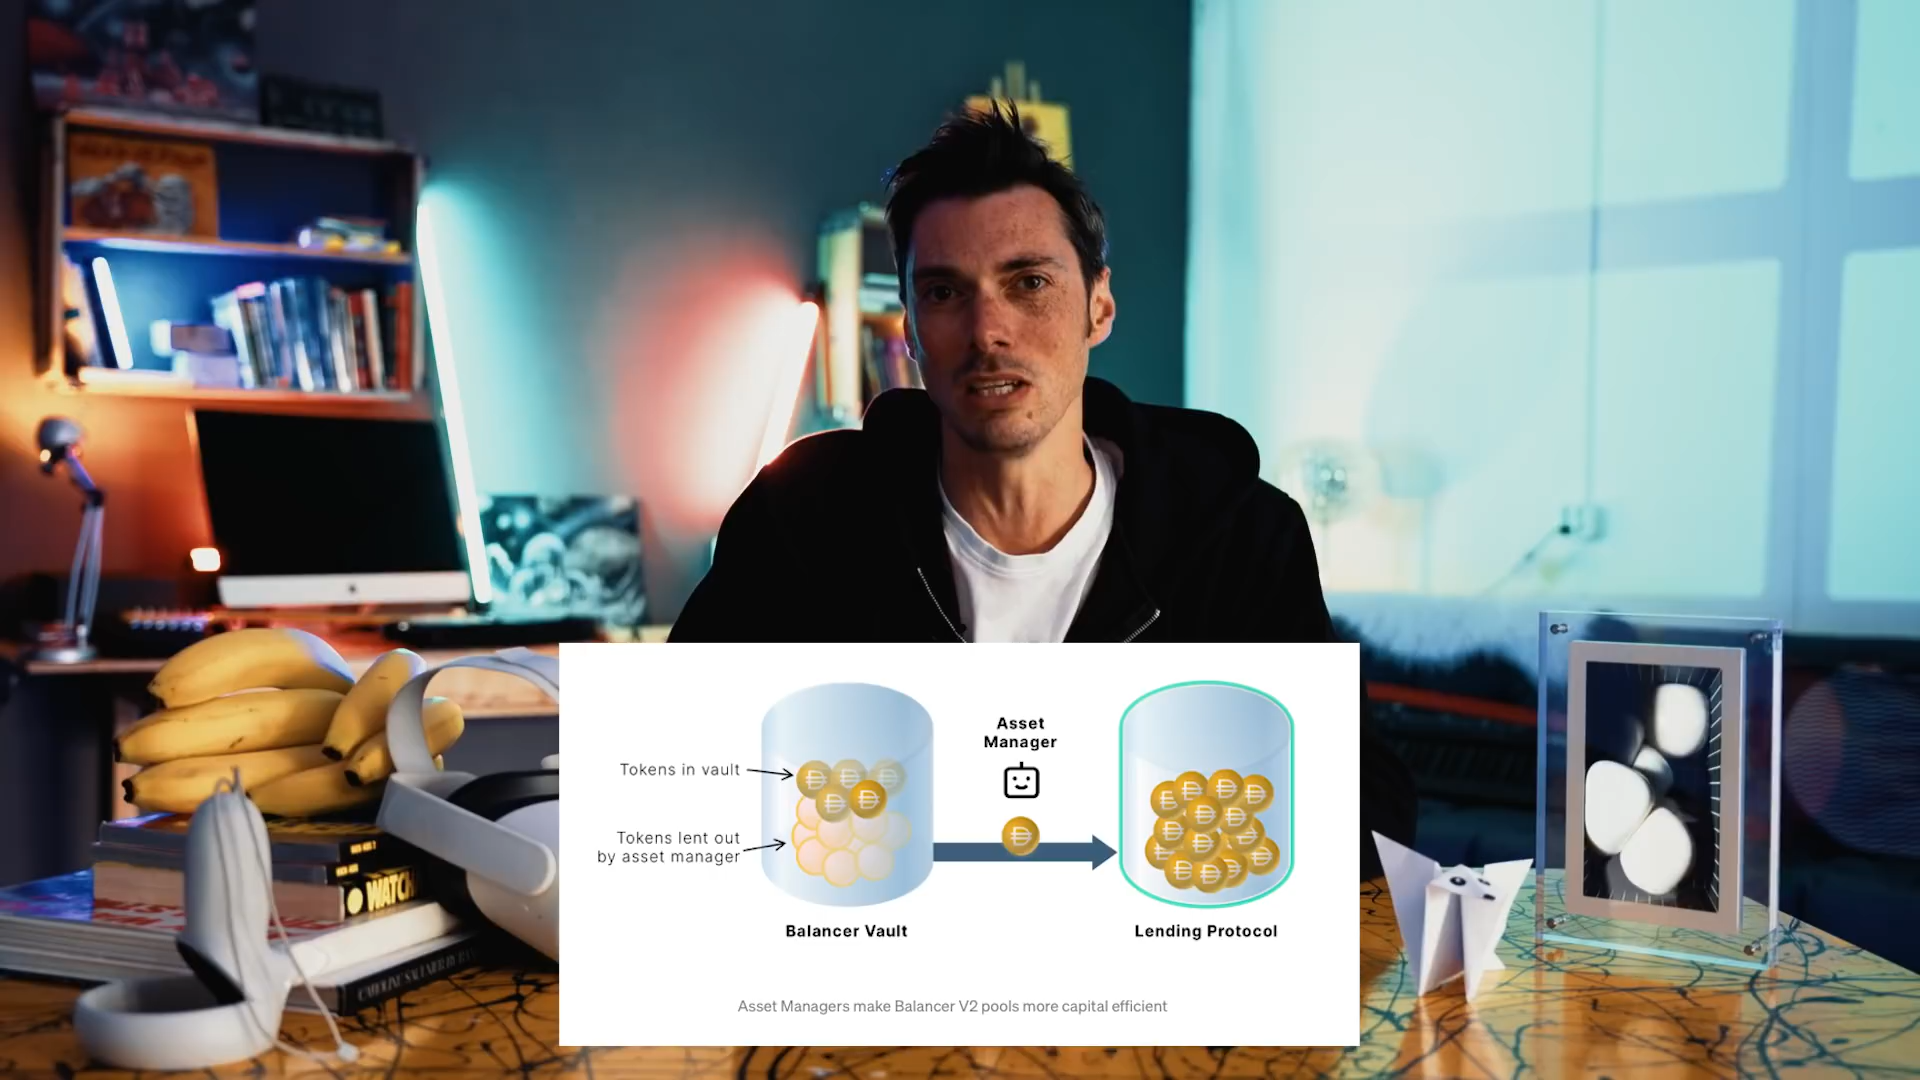 Asset
Manager
Tokens in vault
Tokens lent out
by asset manager
Balancer Vault
Lending Protocol
Asset Managers make Balancer V2 pools more capital efficient
WATCH